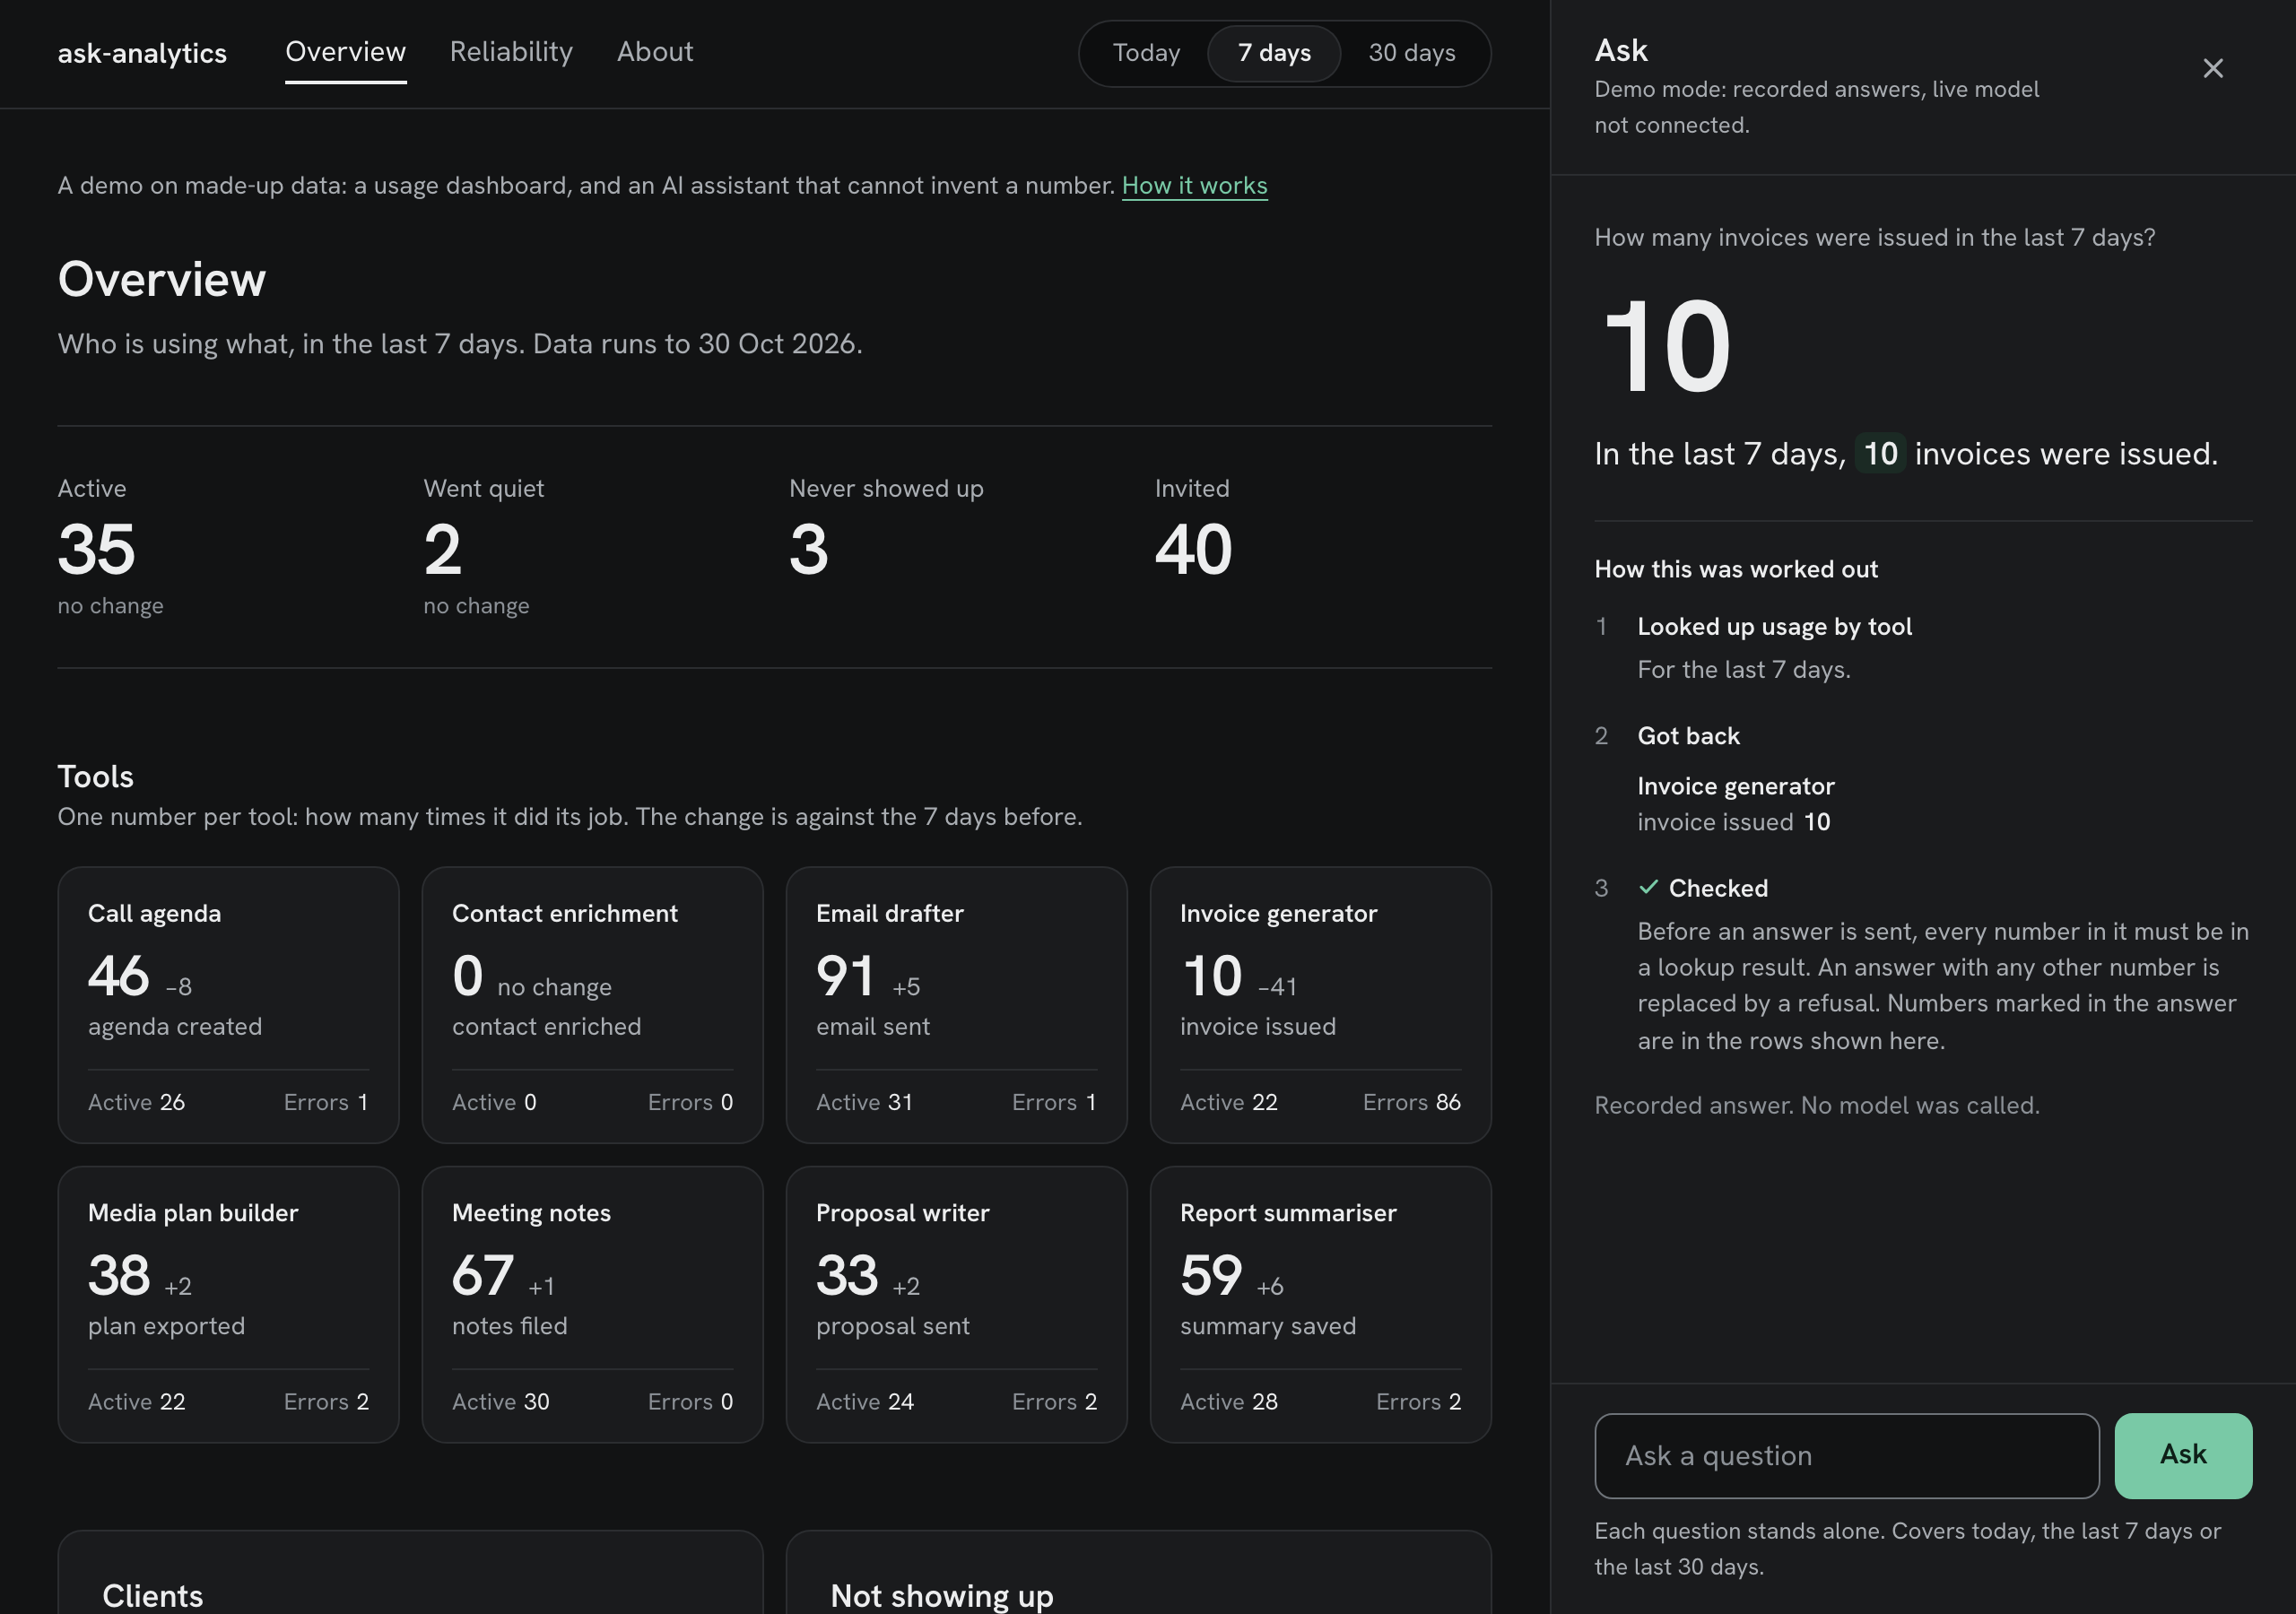 ask-analytics
Overview
Reliability
About
Today
7 days
30 days
A demo on made-up data: a usage dashboard, and an AI assistant that cannot invent a number. How it works
Overview
Who is using what, in the last 7 days. Data runs to 30 Oct 2026.
Active
35
no change
Went quiet
2
no change
Never showed up
3
Invited
40
Tools
One number per tool: how many times it did its job. The change is against the 7 days before.
Call agenda
46 −8
agenda created
Active 26 Errors 1
Contact enrichment
0 no change
contact enriched
Active 0 Errors 0
Email drafter
91 +5
email sent
Active 31 Errors 1
Invoice generator
10 −41
invoice issued
Active 22 Errors 86
Media plan builder
38 +2
plan exported
Active 22 Errors 2
Meeting notes
67 +1
notes filed
Active 30 Errors 0
Proposal writer
33 +2
proposal sent
Active 24 Errors 2
Report summariser
59 +6
summary saved
Active 28 Errors 2
Clients
Not showing up
Ask
Demo mode: recorded answers, live model
not connected.
How many invoices were issued in the last 7 days?
10
In the last 7 days, 10 invoices were issued.
How this was worked out
1 Looked up usage by tool
For the last 7 days.
2 Got back
Invoice generator
invoice issued 10
3 ✓ Checked
Before an answer is sent, every number in it must be in
a lookup result. An answer with any other number is
replaced by a refusal. Numbers marked in the answer
are in the rows shown here.
Recorded answer. No model was called.
Ask a question
Ask
Each question stands alone. Covers today, the last 7 days or
the last 30 days.